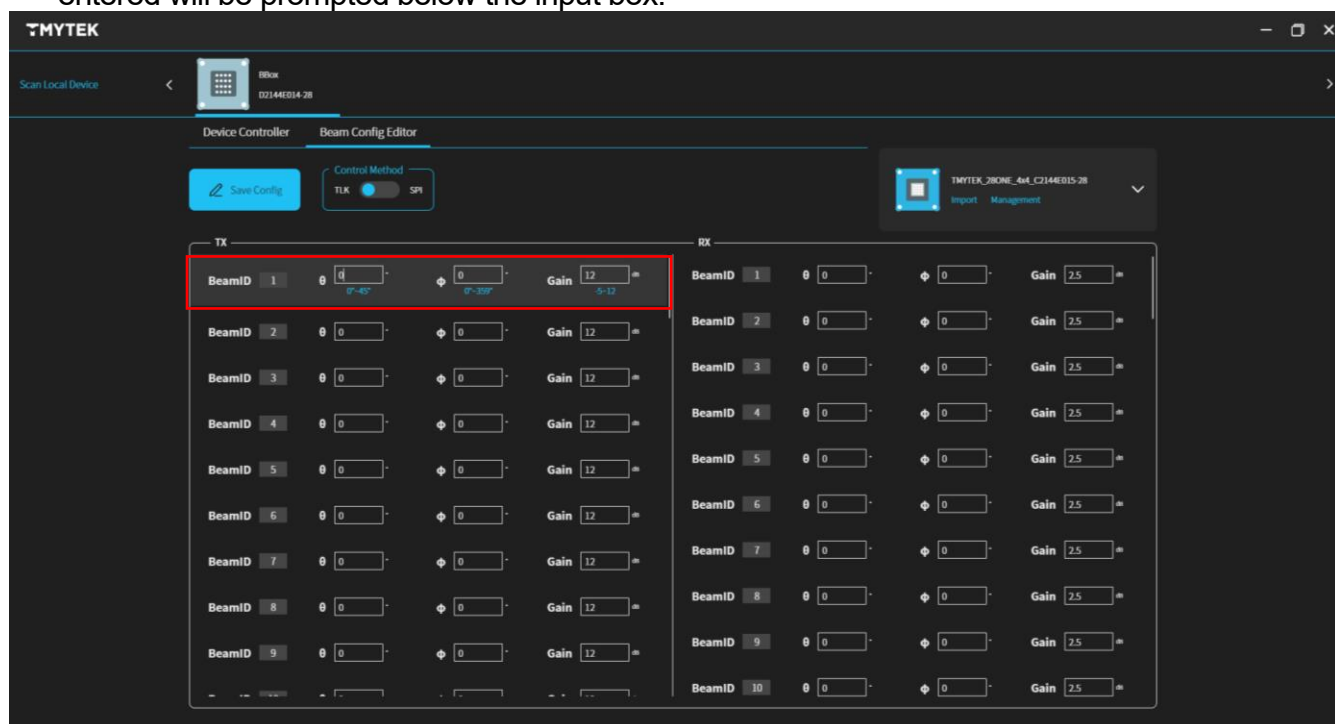 entered will be prompted below the input box.
TMYTEK
Scan Local Device
BBox
D2144E014-28
Device Controller Beam Config Editor
Save Config
Control Method
TLK SPI
TMYTEK_28ONE_4x4_C2144E015-28
Import Management
TX
BeamID 1 θ 0 ° ϕ 0 ° Gain 12 dB
0°~45° 0°~359° -5~12
BeamID 2 θ 0 ° ϕ 0 ° Gain 12 dB
BeamID 3 θ 0 ° ϕ 0 ° Gain 12 dB
BeamID 4 θ 0 ° ϕ 0 ° Gain 12 dB
BeamID 5 θ 0 ° ϕ 0 ° Gain 12 dB
BeamID 6 θ 0 ° ϕ 0 ° Gain 12 dB
BeamID 7 θ 0 ° ϕ 0 ° Gain 12 dB
BeamID 8 θ 0 ° ϕ 0 ° Gain 12 dB
BeamID 9 θ 0 ° ϕ 0 ° Gain 12 dB
RX
BeamID 1 θ 0 ° ϕ 0 ° Gain 2.5 dB
BeamID 2 θ 0 ° ϕ 0 ° Gain 2.5 dB
BeamID 3 θ 0 ° ϕ 0 ° Gain 2.5 dB
BeamID 4 θ 0 ° ϕ 0 ° Gain 2.5 dB
BeamID 5 θ 0 ° ϕ 0 ° Gain 2.5 dB
BeamID 6 θ 0 ° ϕ 0 ° Gain 2.5 dB
BeamID 7 θ 0 ° ϕ 0 ° Gain 2.5 dB
BeamID 8 θ 0 ° ϕ 0 ° Gain 2.5 dB
BeamID 9 θ 0 ° ϕ 0 ° Gain 2.5 dB
BeamID 10 θ 0 ° ϕ 0 ° Gain 2.5 dB